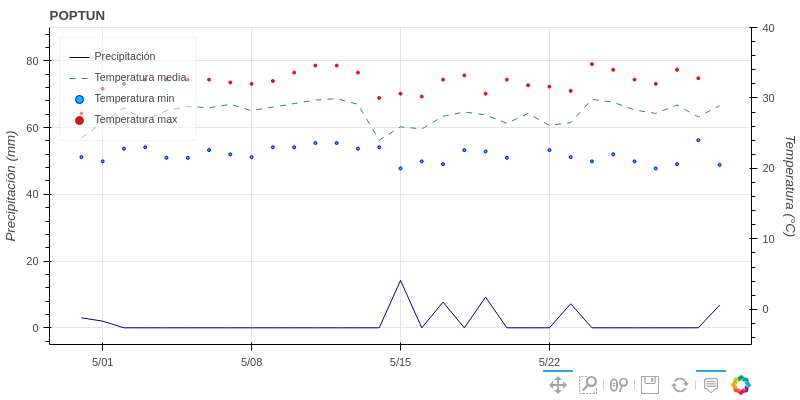 POPTUN
Precipitación
Temperatura media
Temperatura min
Temperatura max
Precipitación (mm)
80
60
40
20
0
40
30
20
10
0
Temperatura (°C)
5/01
5/08
5/15
5/22